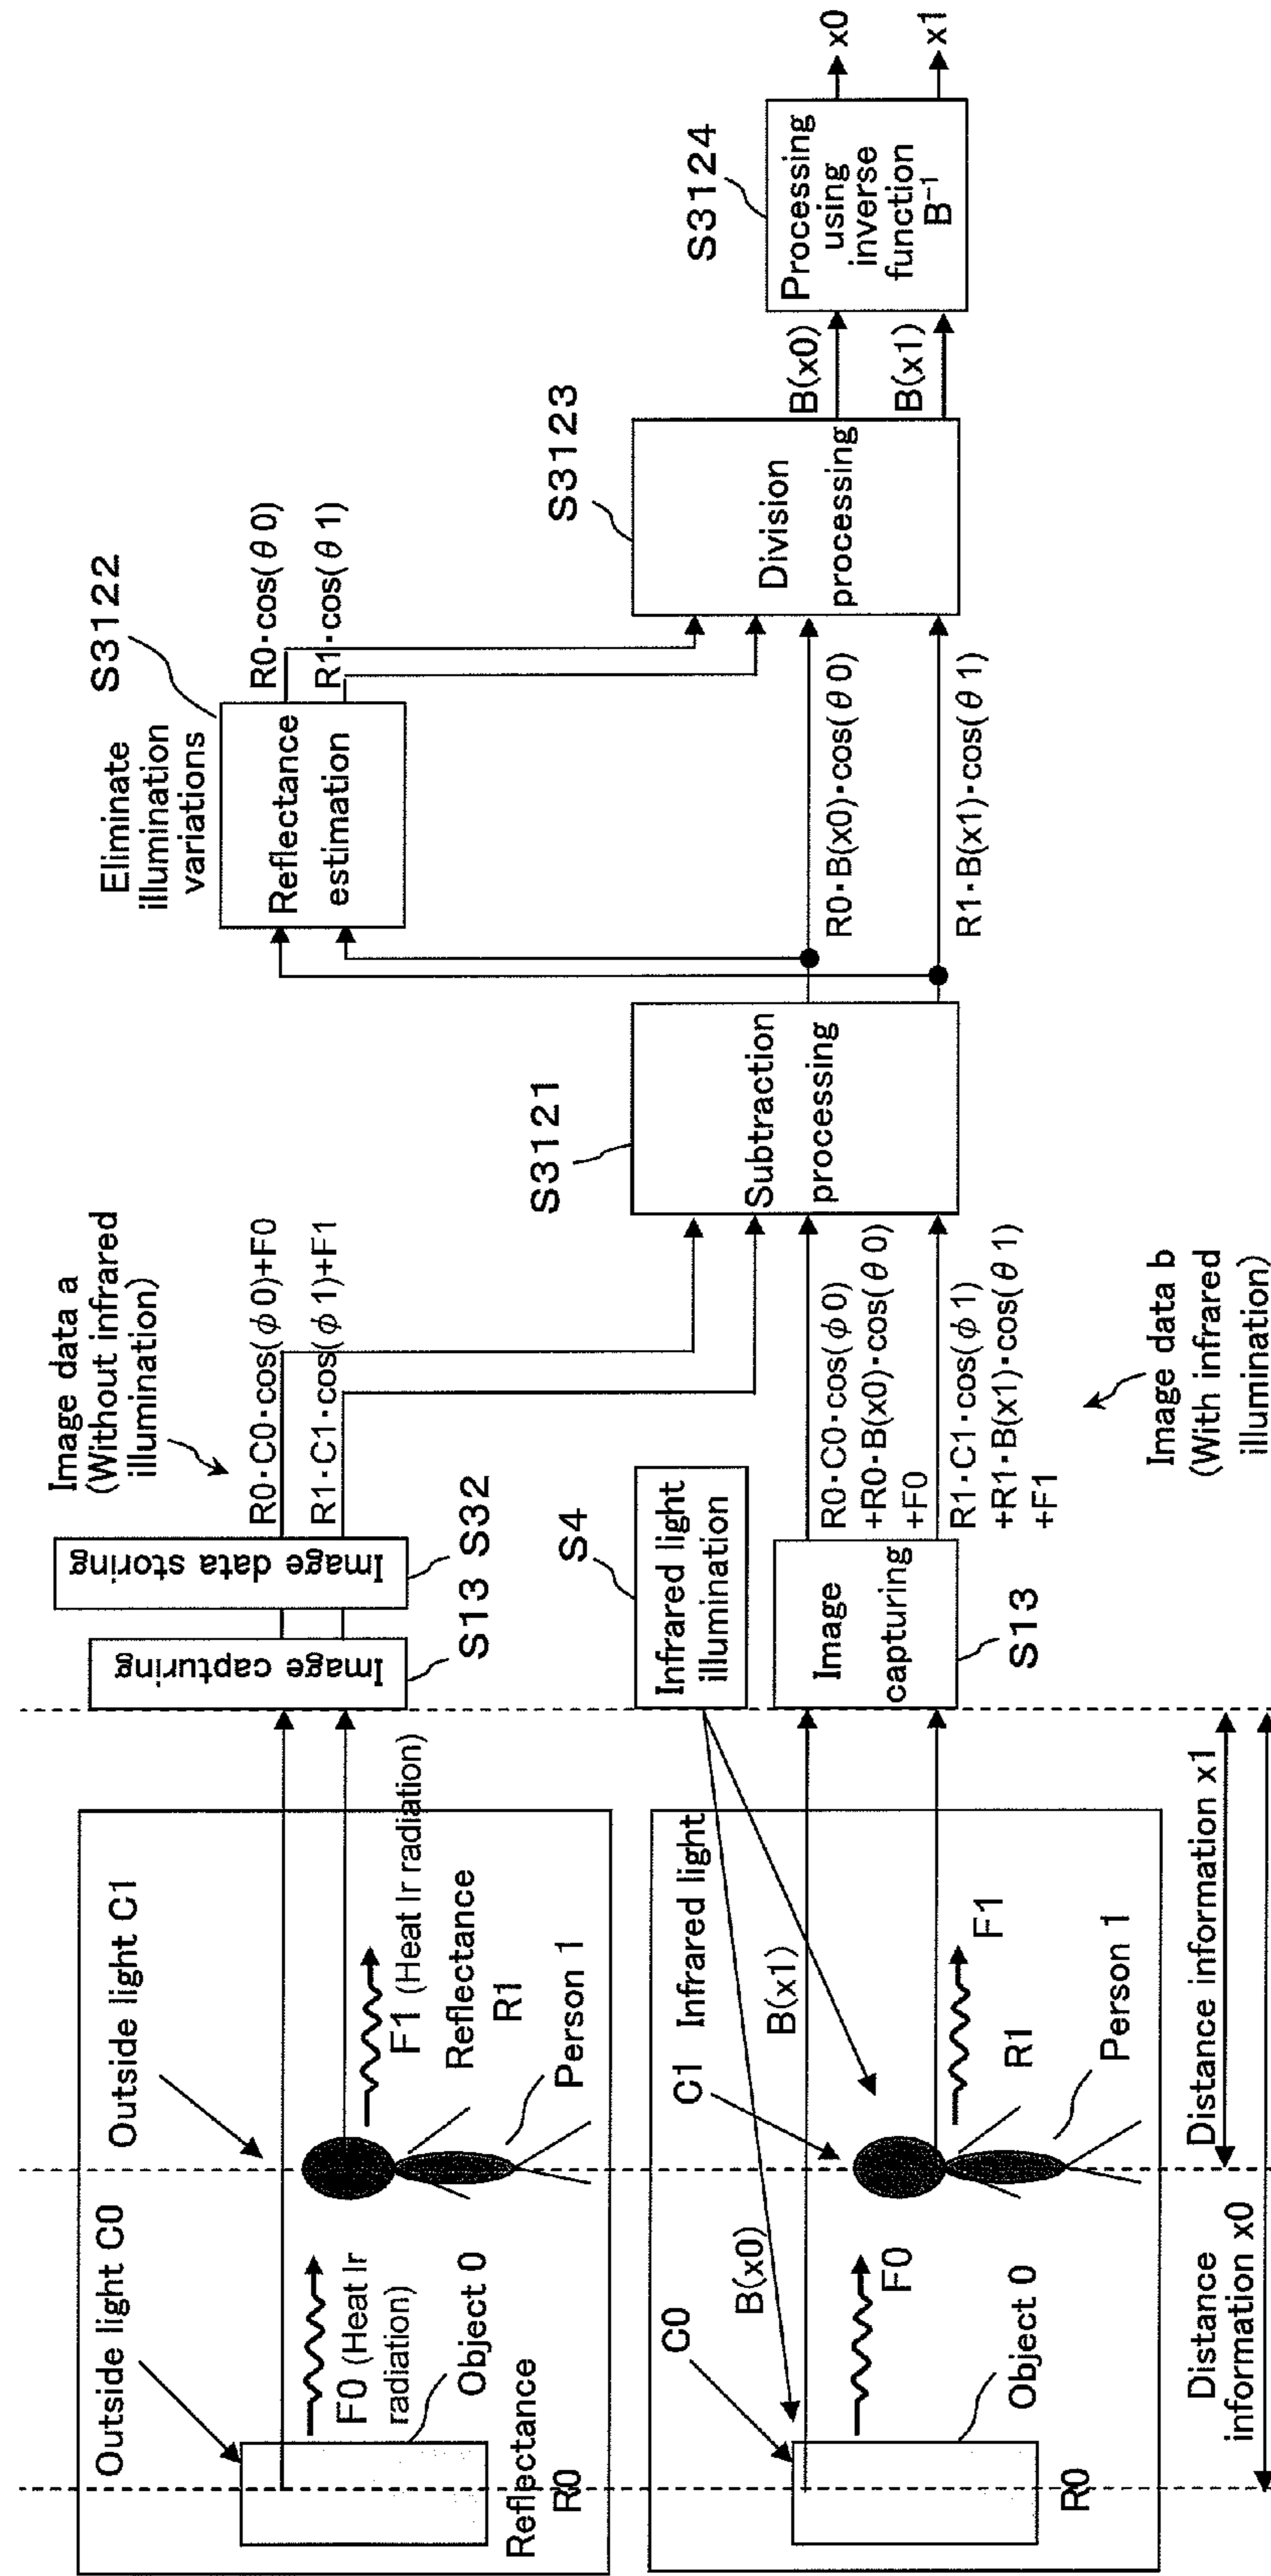 Outside light C0
Outside light C1
F0 (Heat Ir
radiation)
Object 0
Reflectance
R0
F1 (Heat Ir radiation)
Reflectance
R1
Person 1
Image capturing
S13
Image data storing
S32
Image data a
(Without infrared
illumination)
R0·C0·cos(φ0)+F0
R1·C1·cos(φ1)+F1
C0
B(x0)
F0
Object 0
R0
C1
Infrared light
B(x1)
F1
R1
Person 1
Infrared light
illumination
S4
Image
capturing
S13
R0·C0·cos(φ0)
+R0·B(x0)·cos(θ0)
+F0
R1·C1·cos(φ1)
+R1·B(x1)·cos(θ1)
+F1
Image data b
(With infrared
illumination)
Distance information x1
Distance
information x0
S3121
Subtraction
processing
Eliminate
illumination
variations
S3122
Reflectance
estimation
R0·cos(θ0)
R1·cos(θ1)
R0·B(x0)·cos(θ0)
R1·B(x1)·cos(θ1)
S3123
Division
processing
B(x0)
B(x1)
S3124
Processing
using
inverse
function
B⁻¹
x0
x1